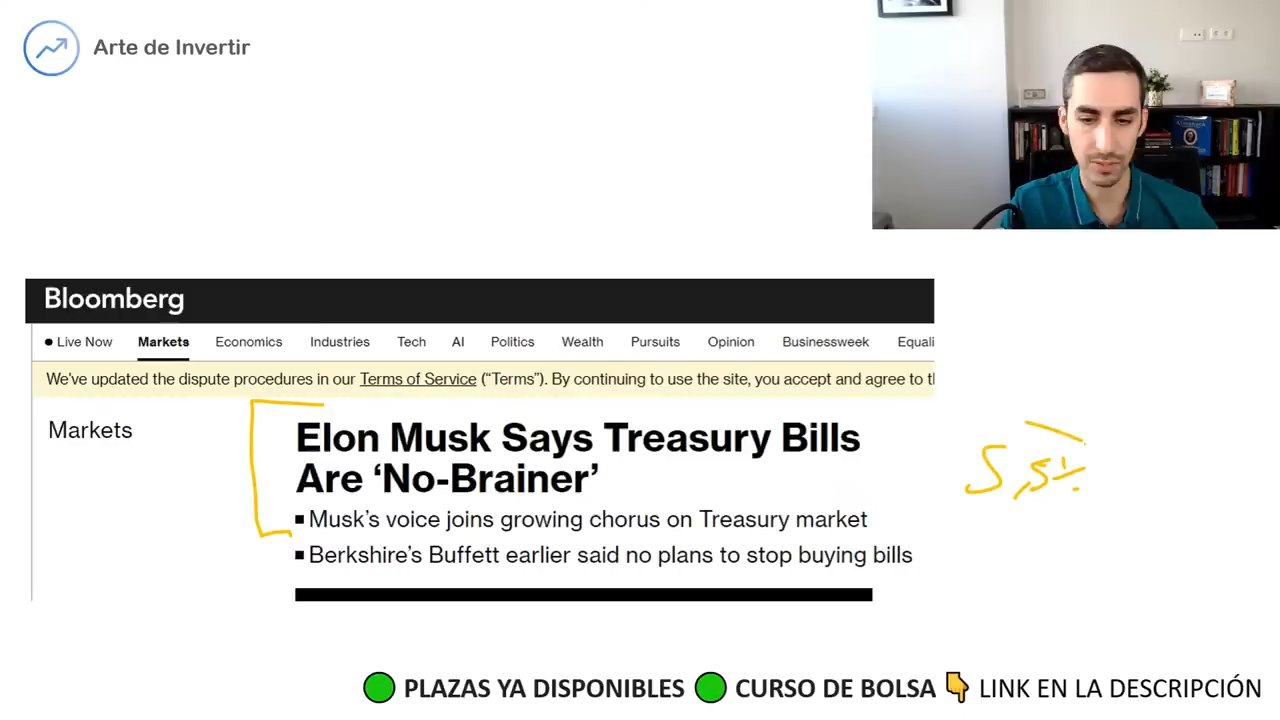 Arte de Invertir
Bloomberg
Live Now Markets Economics Industries Tech AI Politics Wealth Pursuits Opinion Businessweek Equali
We've updated the dispute procedures in our Terms of Service ("Terms"). By continuing to use the site, you accept and agree to th
Markets
Elon Musk Says Treasury Bills
Are ‘No-Brainer’
5,5%
▪ Musk's voice joins growing chorus on Treasury market
▪ Berkshire's Buffett earlier said no plans to stop buying bills
PLAZAS YA DISPONIBLES CURSO DE BOLSA 👇 LINK EN LA DESCRIPCIÓN